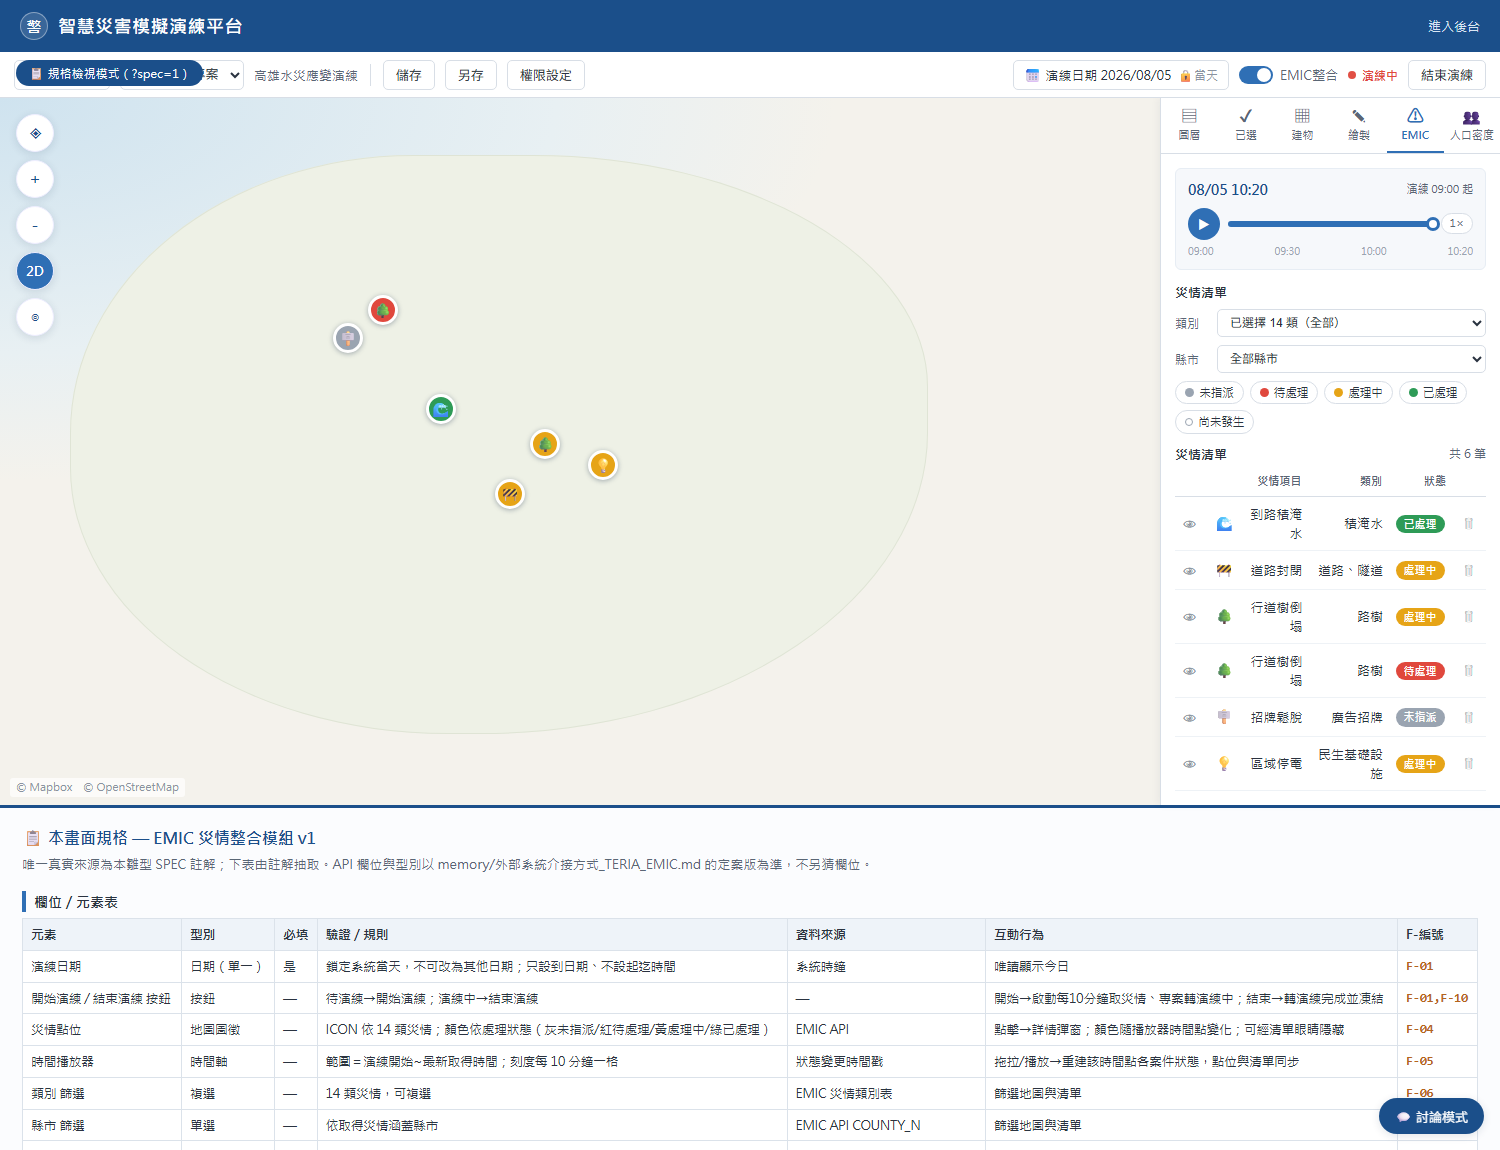 警 智慧災害模擬演練平台
進入後台
📋 規格檢視模式（?spec=1）
專案
高雄水災應變演練
儲存
另存
權限設定
演練日期 2026/08/05 🔒當天
EMIC整合
演練中
結束演練
+
-
2D
圖層
已選
建物
繪製
EMIC
人口密度
08/05 10:20
演練 09:00 起
1×
09:00 09:30 10:00 10:20
災情清單
類別 已選擇 14 類（全部）
縣市 全部縣市
未指派 待處理 處理中 已處理
尚未發生
災情清單 共 6 筆
災情項目 類別 狀態
到路積淹水 積淹水 已處理
道路封閉 道路、隧道 處理中
行道樹倒塌 路樹 處理中
行道樹倒塌 路樹 待處理
招牌鬆脫 廣告招牌 未指派
區域停電 民生基礎設施 處理中
© Mapbox © OpenStreetMap
📋 本畫面規格 — EMIC 災情整合模組 v1
唯一真實來源為本雛型 SPEC 註解；下表由註解抽取。API 欄位與型別以 memory/外部系統介接方式_TERIA_EMIC.md 的定案版為準，不另猜欄位。
欄位 / 元素表
元素 型別 必填 驗證 / 規則 資料來源 互動行為 F-編號
演練日期 日期（單一） 是 鎖定系統當天，不可改為其他日期；只設到日期、不設起迄時間 系統時鐘 唯讀顯示今日 F-01
開始演練 / 結束演練 按鈕 按鈕 — 待演練→開始演練；演練中→結束演練 — 開始→啟動每10分鐘取災情、專案轉演練中；結束→轉演練完成並凍結 F-01,F-10
災情點位 地圖圖徵 — ICON 依 14 類災情；顏色依處理狀態（灰未指派/紅待處理/黃處理中/綠已處理） EMIC API 點擊→詳情彈窗；顏色隨播放器時間點變化；可經清單眼睛隱藏 F-04
時間播放器 時間軸 — 範圍＝演練開始~最新取得時間；刻度每 10 分鐘一格 狀態變更時間戳 拖拉/播放→重建該時間點各案件狀態，點位與清單同步 F-05
類別 篩選 複選 — 14 類災情，可複選 EMIC 災情類別表 篩選地圖與清單 F-06
縣市 篩選 單選 — 依取得災情涵蓋縣市 EMIC API COUNTY_N 篩選地圖與清單
討論模式